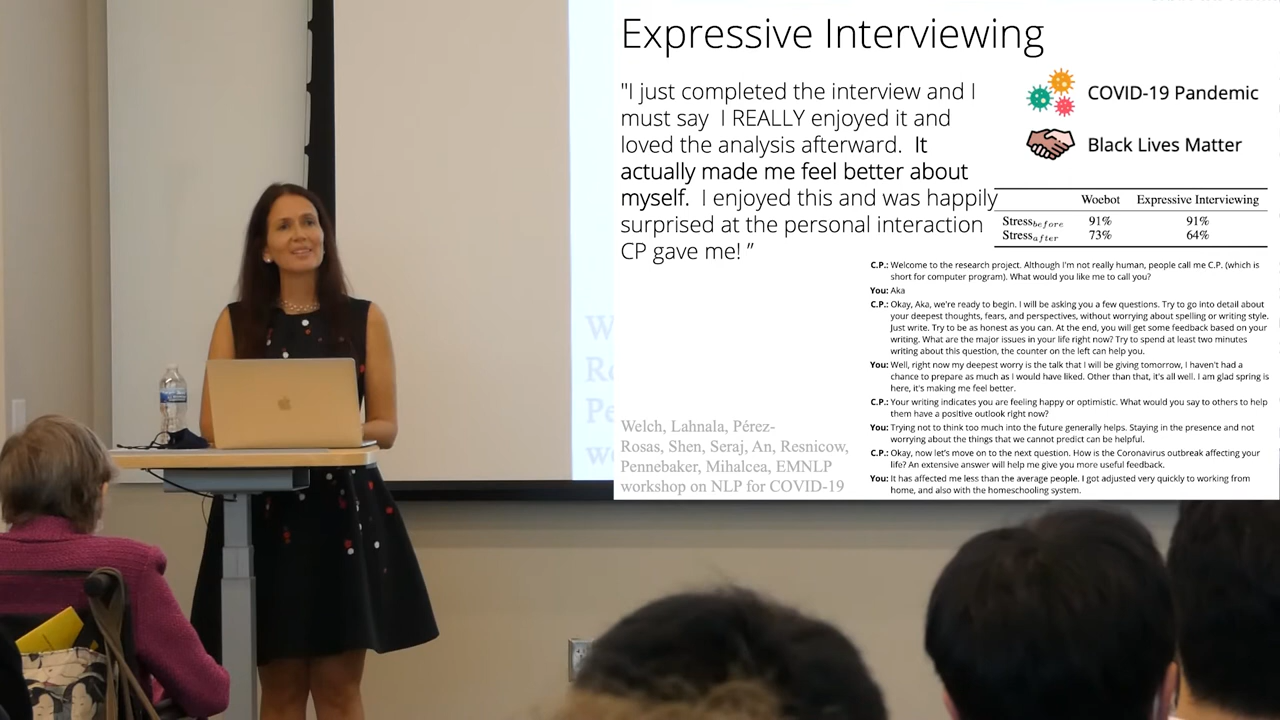 Expressive Interviewing
"I just completed the interview and I
must say I REALLY enjoyed it and
loved the analysis afterward. It
actually made me feel better about
myself. I enjoyed this and was happily
surprised at the personal interaction
CP gave me! ”
COVID-19 Pandemic
Black Lives Matter
Woebot Expressive Interviewing
Stress before 91% 91%
Stress after 73% 64%
C.P.: Welcome to the research project. Although I'm not really human, people call me C.P. (which is
short for computer program). What would you like me to call you?
You: Aka
C.P.: Okay, Aka, we're ready to begin. I will be asking you a few questions. Try to go into detail about
your deepest thoughts, fears, and perspectives, without worrying about spelling or writing style.
Just write. Try to be as honest as you can. At the end, you will get some feedback based on your
writing. What are the major issues in your life right now? Try to spend at least two minutes
writing about this question, the counter on the left can help you.
You: Well, right now my deepest worry is the talk that I will be giving tomorrow, I haven't had a
chance to prepare as much as I would have liked. Other than that, it's all well. I am glad spring is
here, it's making me feel better.
C.P.: Your writing indicates you are feeling happy or optimistic. What would you say to others to help
them have a positive outlook right now?
You: Trying not to think too much into the future generally helps. Staying in the presence and not
worrying about the things that we cannot predict can be helpful.
C.P.: Okay, now let's move on to the next question. How is the Coronavirus outbreak affecting your
life? An extensive answer will help me give you more useful feedback.
You: It has affected me less than the average people. I got adjusted very quickly to working from
home, and also with the homeschooling system.
Welch, Lahnala, Pérez-
Rosas, Shen, Seraj, An, Resnicow,
Pennebaker, Mihalcea, EMNLP
workshop on NLP for COVID-19